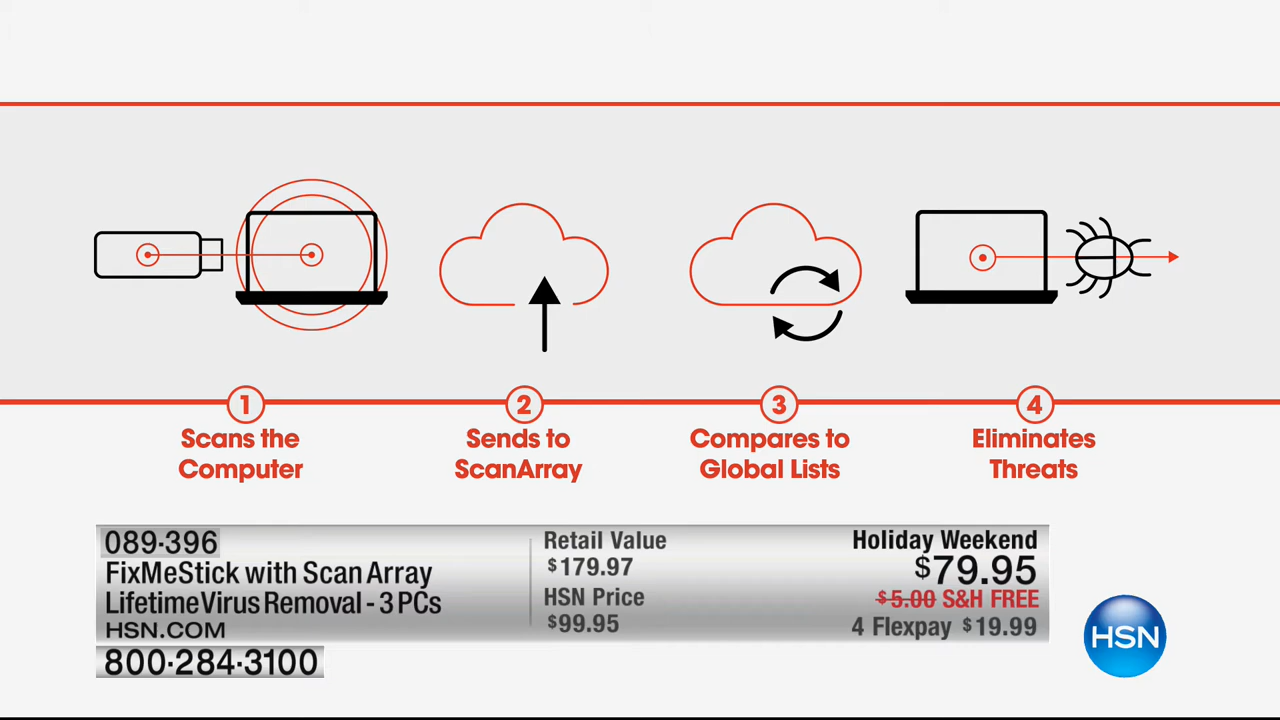 1
Scans the
Computer
2
Sends to
ScanArray
3
Compares to
Global Lists
4
Eliminates
Threats
089-396
FixMeStick with Scan Array
Lifetime Virus Removal - 3 PCs
HSN.COM
800·284·3100
Retail Value
$179.97
HSN Price
$99.95
Holiday Weekend
$79.95
$5.00 S&H FREE
4 Flexpay $19.99
HSN